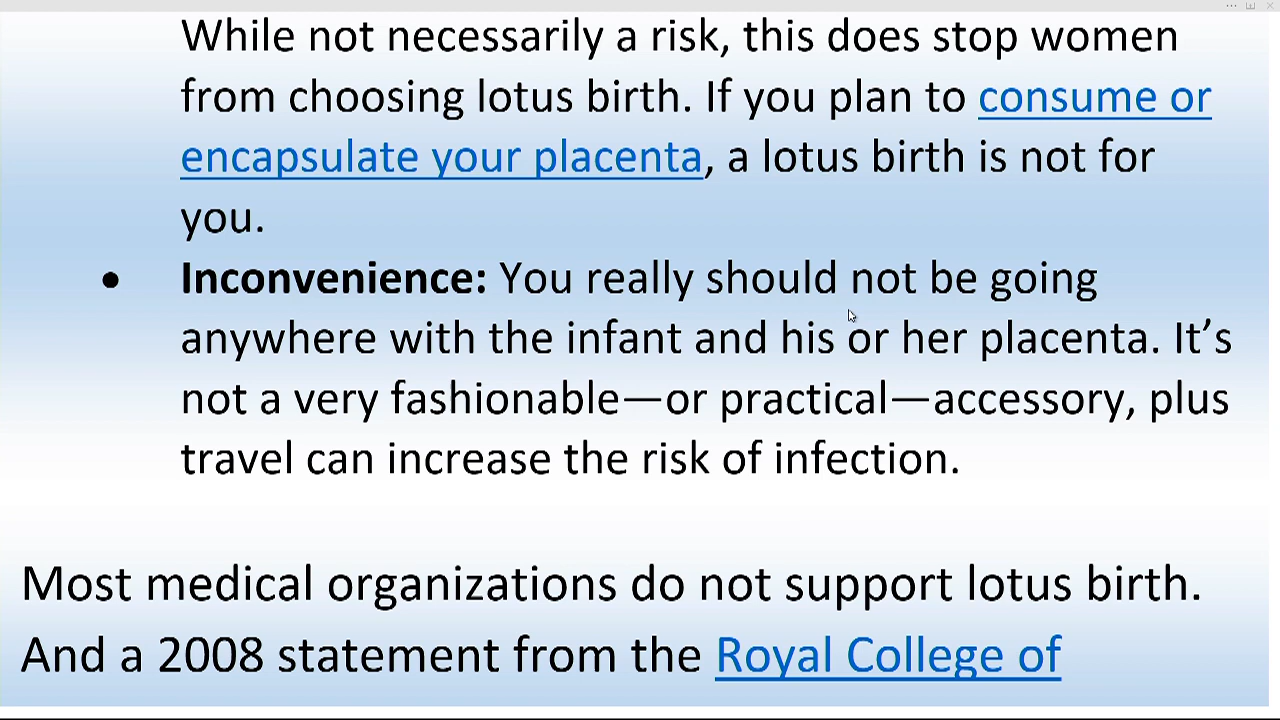 While not necessarily a risk, this does stop women
from choosing lotus birth. If you plan to consume or
encapsulate your placenta, a lotus birth is not for
you.
• Inconvenience: You really should not be going
anywhere with the infant and his or her placenta. It’s
not a very fashionable—or practical—accessory, plus
travel can increase the risk of infection.
Most medical organizations do not support lotus birth.
And a 2008 statement from the Royal College of